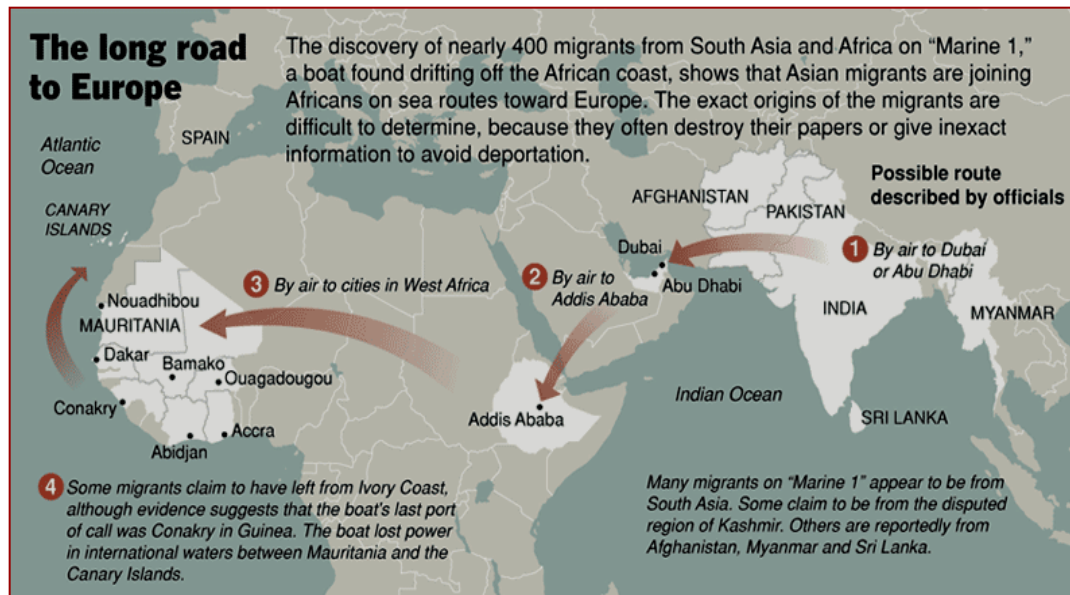 The long road
to Europe
The discovery of nearly 400 migrants from South Asia and Africa on “Marine 1,”
a boat found drifting off the African coast, shows that Asian migrants are joining
Africans on sea routes toward Europe. The exact origins of the migrants are
difficult to determine, because they often destroy their papers or give inexact
information to avoid deportation.
Atlantic
Ocean
SPAIN
CANARY
ISLANDS
Possible route
described by officials
AFGHANISTAN
PAKISTAN
Dubai
Abu Dhabi
1 By air to Dubai
or Abu Dhabi
2 By air to
Addis Ababa
3 By air to cities in West Africa
INDIA
MYANMAR
Nouadhibou
MAURITANIA
Dakar
Bamako
Ouagadougou
Conakry
Abidjan
Accra
Addis Ababa
Indian Ocean
SRI LANKA
4 Some migrants claim to have left from Ivory Coast,
although evidence suggests that the boat's last port
of call was Conakry in Guinea. The boat lost power
in international waters between Mauritania and the
Canary Islands.
Many migrants on “Marine 1” appear to be from
South Asia. Some claim to be from the disputed
region of Kashmir. Others are reportedly from
Afghanistan, Myanmar and Sri Lanka.